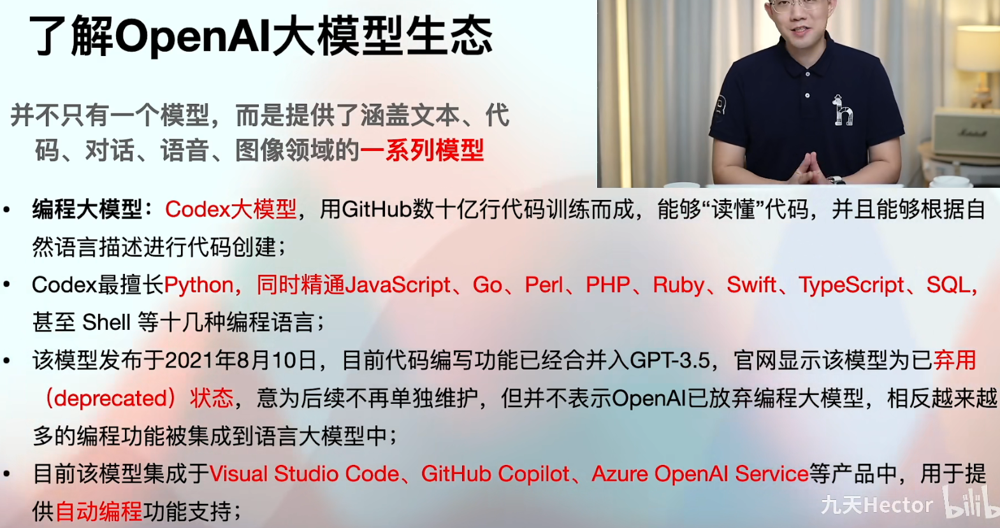 了解OpenAI大模型生态
并不只有一个模型，而是提供了涵盖文本、代
码、对话、语音、图像领域的一系列模型
• 编程大模型：Codex大模型，用GitHub数十亿行代码训练而成，能够“读懂”代码，并且能够根据自
然语言描述进行代码创建；
• Codex最擅长Python，同时精通JavaScript、Go、Perl、PHP、Ruby、Swift、TypeScript、SQL，
甚至 Shell 等十几种编程语言；
• 该模型发布于2021年8月10日，目前代码编写功能已经合并入GPT-3.5，官网显示该模型为已弃用
（deprecated）状态，意为后续不再单独维护，但并不表示OpenAI已放弃编程大模型，相反越来越
多的编程功能被集成到语言大模型中；
• 目前该模型集成于Visual Studio Code、GitHub Copilot、Azure OpenAI Service等产品中，用于提
供自动编程功能支持；
Marshall
h
九天Hector bilib